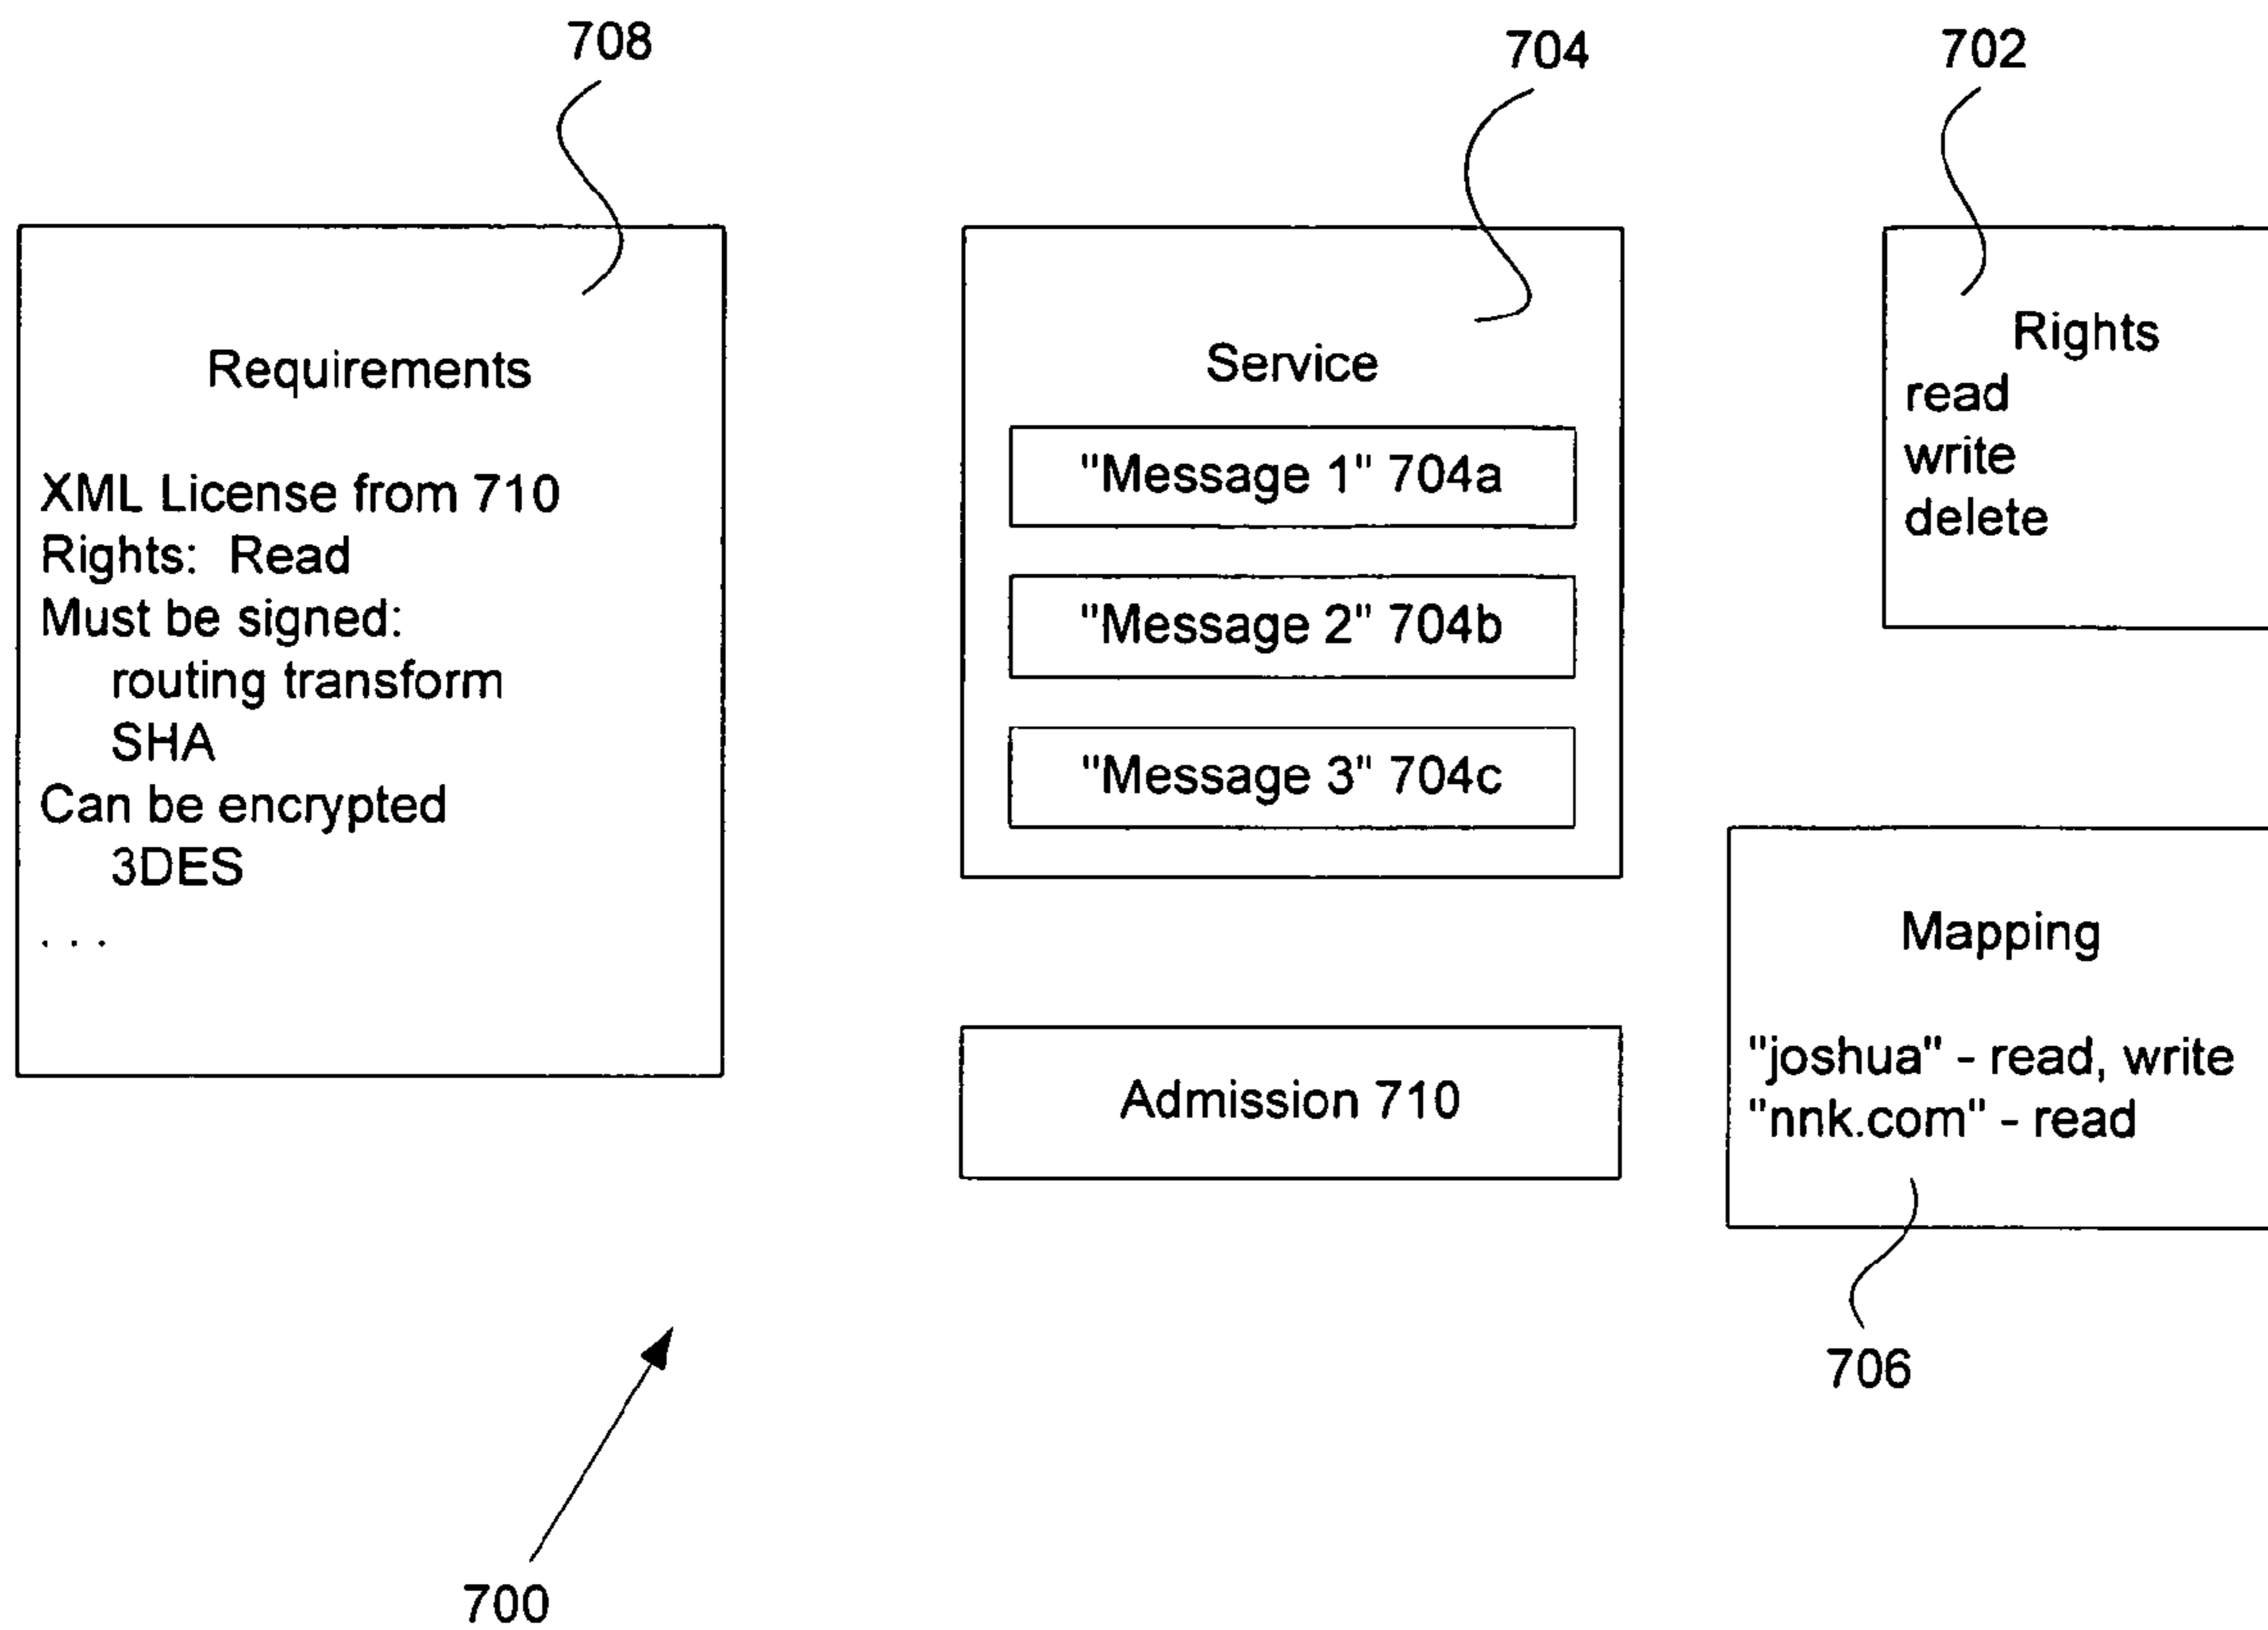 708
704
702
Requirements
XML License from 710
Rights: Read
Must be signed:
routing transform
SHA
Can be encrypted
3DES
. . .
Service
"Message 1" 704a
"Message 2" 704b
"Message 3" 704c
Rights
read
write
delete
Admission 710
Mapping
"joshua" - read, write
"nnk.com" - read
706
700